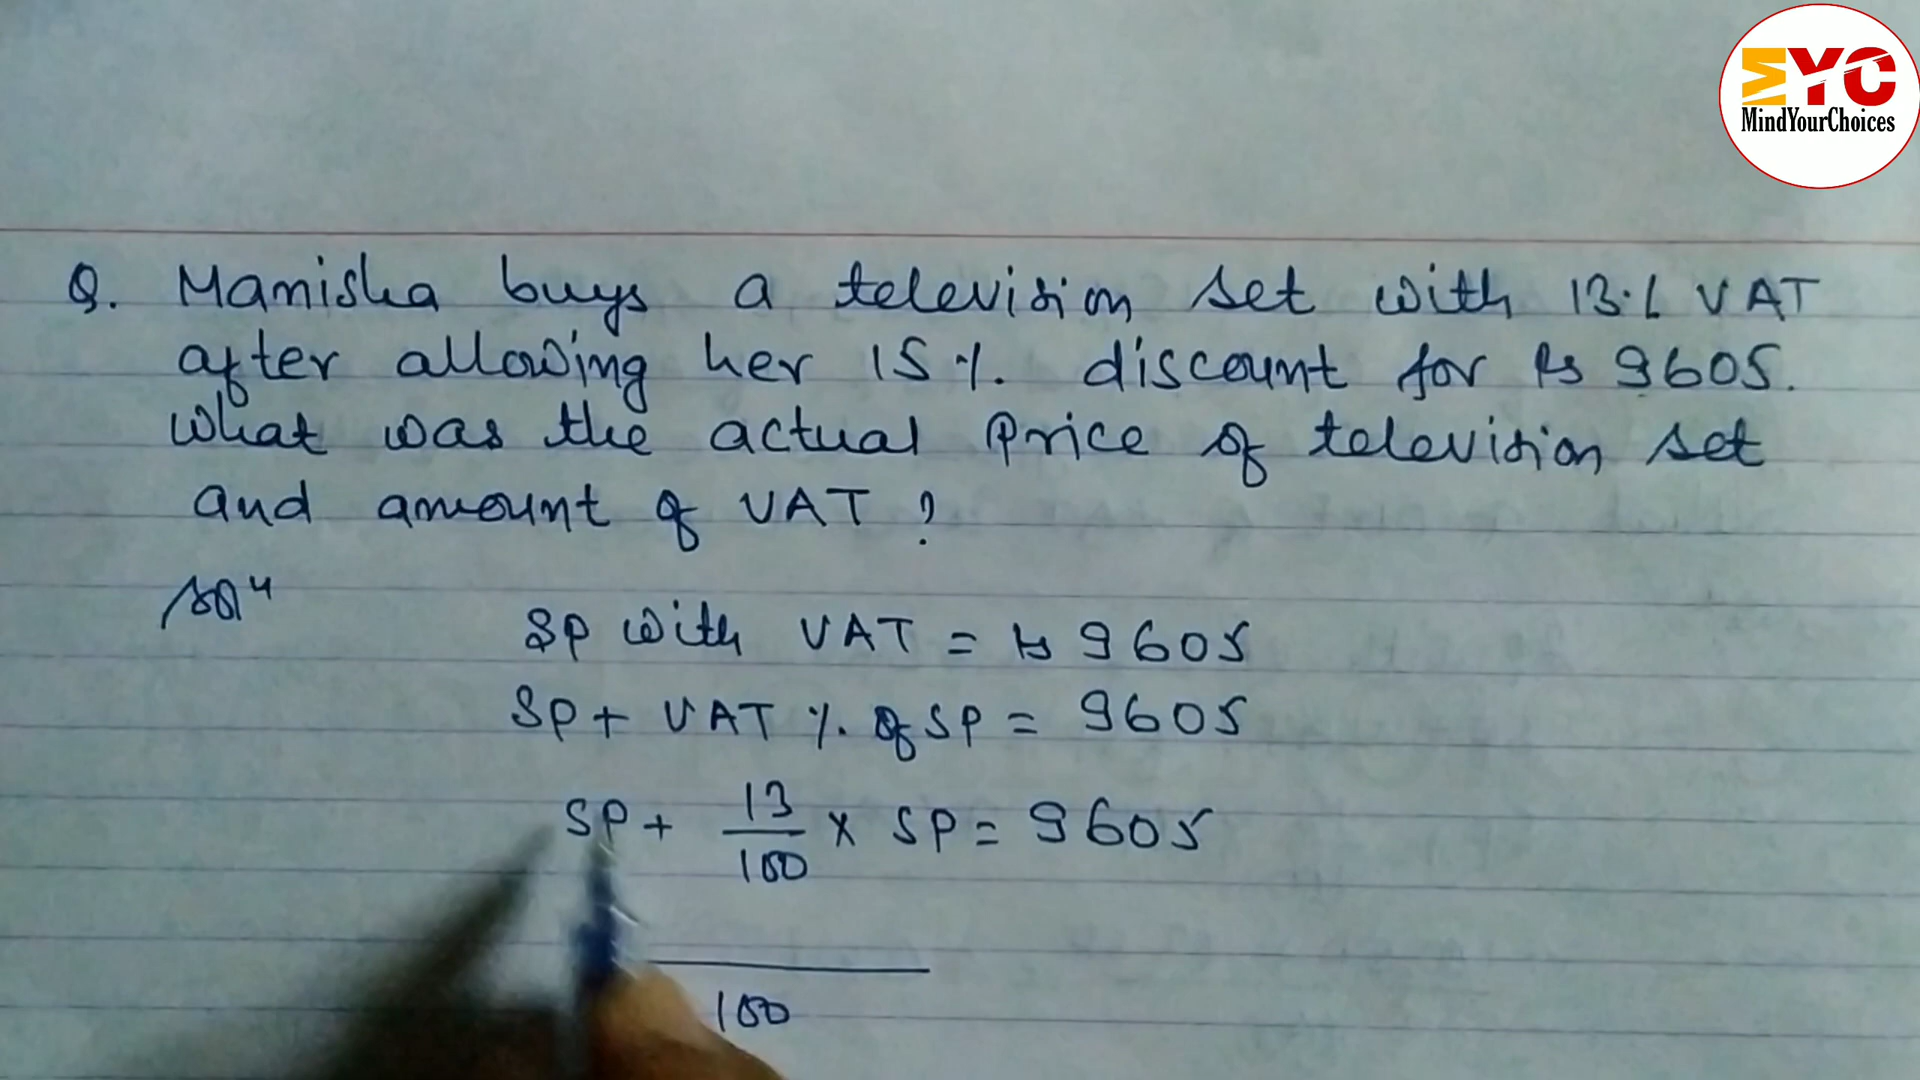 MYC
MindYourChoices
Q. Manisha buys a television set with 13% VAT
after allowing her 15% discount for Rs 9605.
What was the actual price of television set
and amount of VAT?
Sol<sup>n</sup>
SP with VAT = Rs 9605
SP + VAT % of SP = 9605
SP + 13/100 × SP = 9605
100